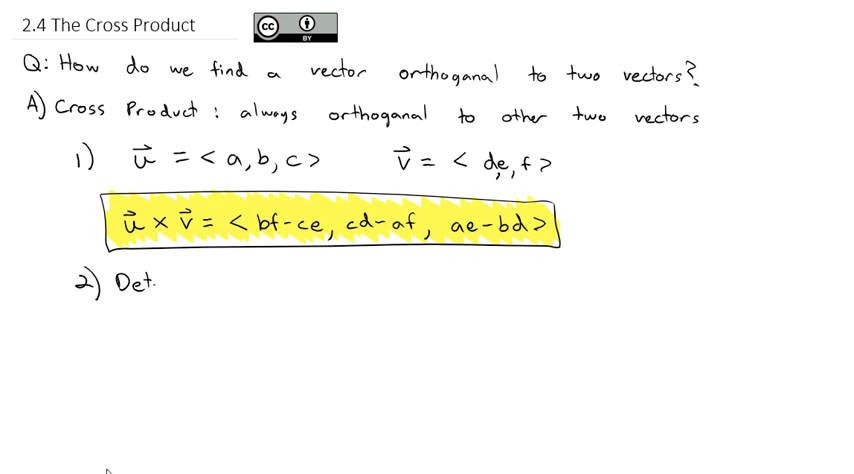 2.4 The Cross Product
cc BY
Q: How do we find a vector orthoganal to two vectors?
A) Cross Product : always orthoganal to other two vectors
1) u⃗ = <a, b, c> v⃗ = <d,e, f>
u⃗ × v⃗ = <bf-ce, cd-af, ae-bd>
2) Det.